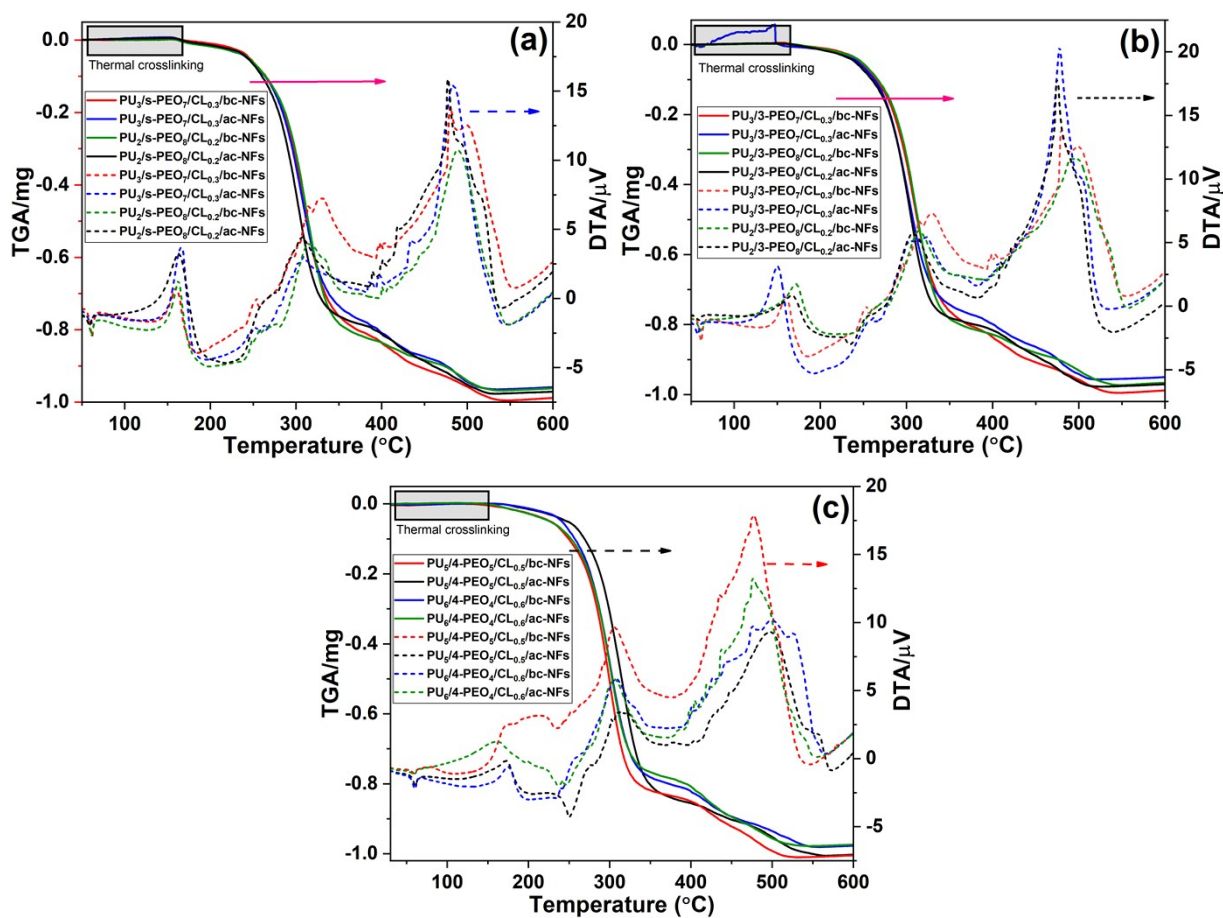 (a)
Thermal crosslinking
PU₃/s-PEO₇/CL₀.₃/bc-NFs
PU₃/s-PEO₇/CL₀.₃/ac-NFs
PU₂/s-PEO₈/CL₀.₂/bc-NFs
PU₂/s-PEO₈/CL₀.₂/ac-NFs
PU₃/s-PEO₇/CL₀.₃/bc-NFs
PU₃/s-PEO₇/CL₀.₃/ac-NFs
PU₂/s-PEO₈/CL₀.₂/bc-NFs
PU₂/s-PEO₈/CL₀.₂/ac-NFs
TGA/mg
0.0
-0.2
-0.4
-0.6
-0.8
-1.0
DTA/µV
20
15
10
5
0
-5
100 200 300 400 500 600
Temperature (°C)
(b)
Thermal crosslinking
PU₃/3-PEO₇/CL₀.₃/bc-NFs
PU₃/3-PEO₇/CL₀.₃/ac-NFs
PU₂/3-PEO₈/CL₀.₂/bc-NFs
PU₂/3-PEO₈/CL₀.₂/ac-NFs
PU₃/3-PEO₇/CL₀.₃/bc-NFs
PU₃/3-PEO₇/CL₀.₃/ac-NFs
PU₂/3-PEO₈/CL₀.₂/bc-NFs
PU₂/3-PEO₈/CL₀.₂/ac-NFs
TGA/mg
0.0
-0.2
-0.4
-0.6
-0.8
-1.0
DTA/µV
20
15
10
5
0
-5
100 200 300 400 500 600
Temperature (°C)
(c)
Thermal crosslinking
PU₅/4-PEO₅/CL₀.₅/bc-NFs
PU₅/4-PEO₅/CL₀.₅/ac-NFs
PU₆/4-PEO₄/CL₀.₆/bc-NFs
PU₆/4-PEO₄/CL₀.₆/ac-NFs
PU₅/4-PEO₅/CL₀.₅/bc-NFs
PU₅/4-PEO₅/CL₀.₅/ac-NFs
PU₆/4-PEO₄/CL₀.₆/bc-NFs
PU₆/4-PEO₄/CL₀.₆/ac-NFs
TGA/mg
0.0
-0.2
-0.4
-0.6
-0.8
-1.0
DTA/µV
20
15
10
5
0
-5
100 200 300 400 500 600
Temperature (°C)